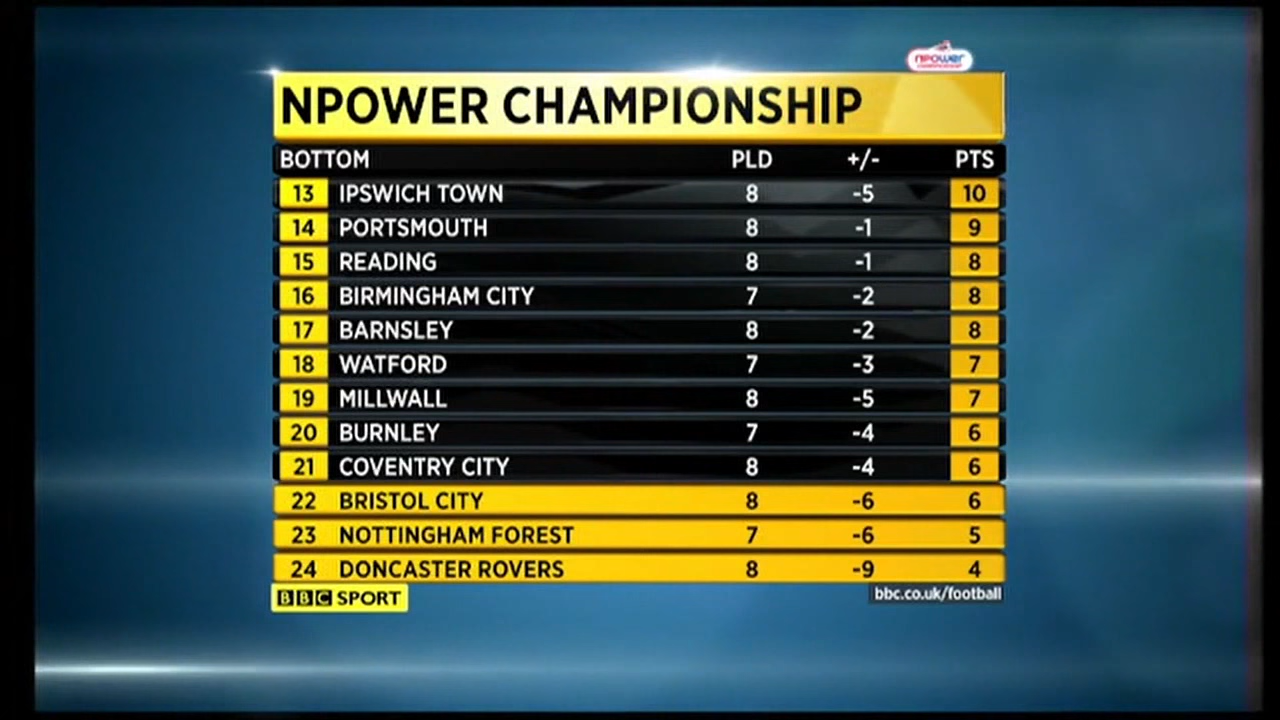 npower
NPOWER CHAMPIONSHIP
BOTTOM PLD +/- PTS
13 IPSWICH TOWN 8 -5 10
14 PORTSMOUTH 8 -1 9
15 READING 8 -1 8
16 BIRMINGHAM CITY 7 -2 8
17 BARNSLEY 8 -2 8
18 WATFORD 7 -3 7
19 MILLWALL 8 -5 7
20 BURNLEY 7 -4 6
21 COVENTRY CITY 8 -4 6
22 BRISTOL CITY 8 -6 6
23 NOTTINGHAM FOREST 7 -6 5
24 DONCASTER ROVERS 8 -9 4
BBC SPORT bbc.co.uk/football